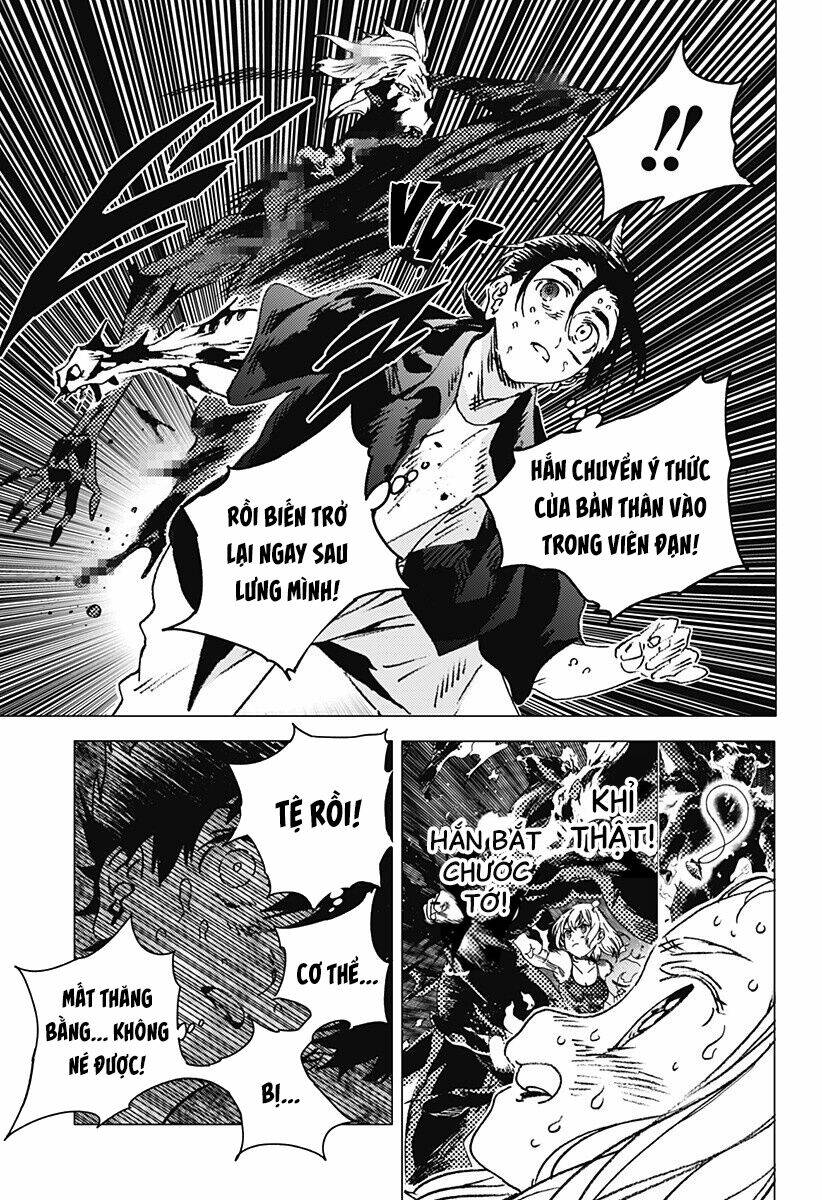 !!
VỤT
HẮN CHUYỂN Ý THỨC
CỦA BẢN THÂN VÀO
TRONG VIÊN ĐẠN!
RỒI BIẾN TRỞ
LẠI NGAY SAU
LƯNG MÌNH!
KHỈ
THẬT!
HẮN BẮT
CHƯỚC
TỚ!
TỆ RỒI!
CƠ THỂ...
BỊ...
MẤT THĂNG
BẰNG... KHÔNG
NÉ ĐƯỢC!